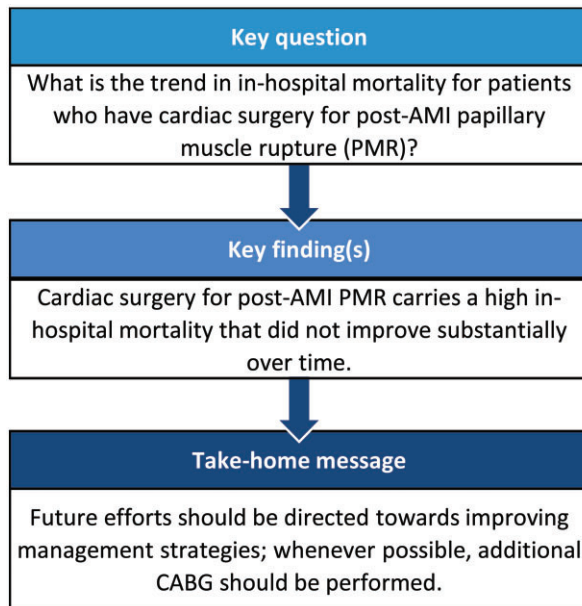 Key question
What is the trend in in-hospital mortality for patients
who have cardiac surgery for post-AMI papillary
muscle rupture (PMR)?
Key finding(s)
Cardiac surgery for post-AMI PMR carries a high in-
hospital mortality that did not improve substantially
over time.
Take-home message
Future efforts should be directed towards improving
management strategies; whenever possible, additional
CABG should be performed.